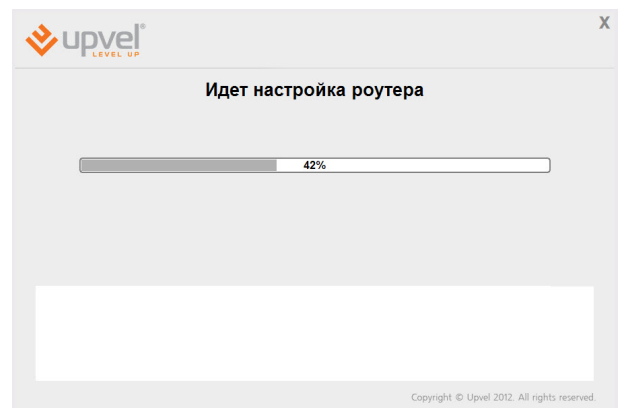 X
upvel®
LEVEL UP
Идет настройка роутера
42%
Copyright © Upvel 2012. All rights reserved.